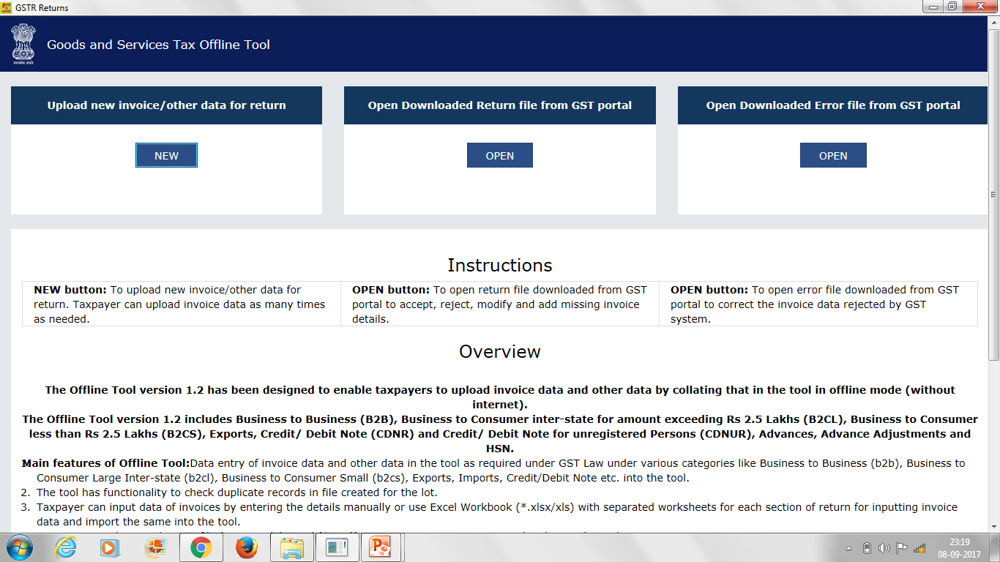 GSTR Returns
Goods and Services Tax Offline Tool
Upload new invoice/other data for return
NEW
Open Downloaded Return file from GST portal
OPEN
Open Downloaded Error file from GST portal
OPEN
Instructions
NEW button: To upload new invoice/other data for
return. Taxpayer can upload invoice data as many times
as needed.
OPEN button: To open return file downloaded from GST
portal to accept, reject, modify and add missing invoice
details.
OPEN button: To open error file downloaded from GST
portal to correct the invoice data rejected by GST
system.
Overview
The Offline Tool version 1.2 has been designed to enable taxpayers to upload invoice data and other data by collating that in the tool in offline mode (without
internet).
The Offline Tool version 1.2 includes Business to Business (B2B), Business to Consumer inter-state for amount exceeding Rs 2.5 Lakhs (B2CL), Business to Consumer
less than Rs 2.5 Lakhs (B2CS), Exports, Credit/ Debit Note (CDNR) and Credit/ Debit Note for unregistered Persons (CDNUR), Advances, Advance Adjustments and
HSN.
1. Main features of Offline Tool:Data entry of invoice data and other data in the tool as required under GST Law under various categories like Business to Business (b2b), Business to
Consumer Large Inter-state (b2cl), Business to Consumer Small (b2cs), Exports, Imports, Credit/Debit Note etc. into the tool.
2. The tool has functionality to check duplicate records in file created for the lot.
3. Taxpayer can input data of invoices by entering the details manually or use Excel Workbook (*.xlsx/xls) with separated worksheets for each section of return for inputting invoice
data and import the same into the tool.
23:19
08-09-2017